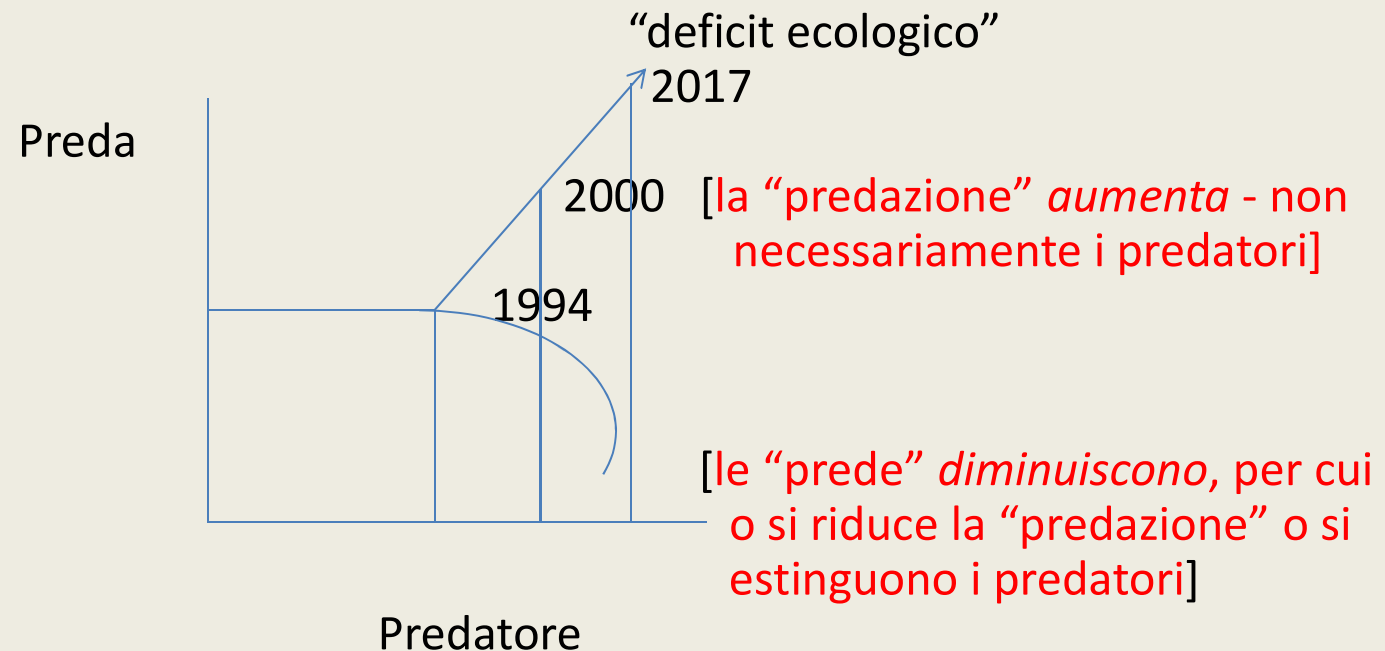 “deficit ecologico”
2017
Preda
2000
[la “predazione” aumenta - non
necessariamente i predatori]
1994
[le “prede” diminuiscono, per cui
o si riduce la “predazione” o si
estinguono i predatori]
Predatore